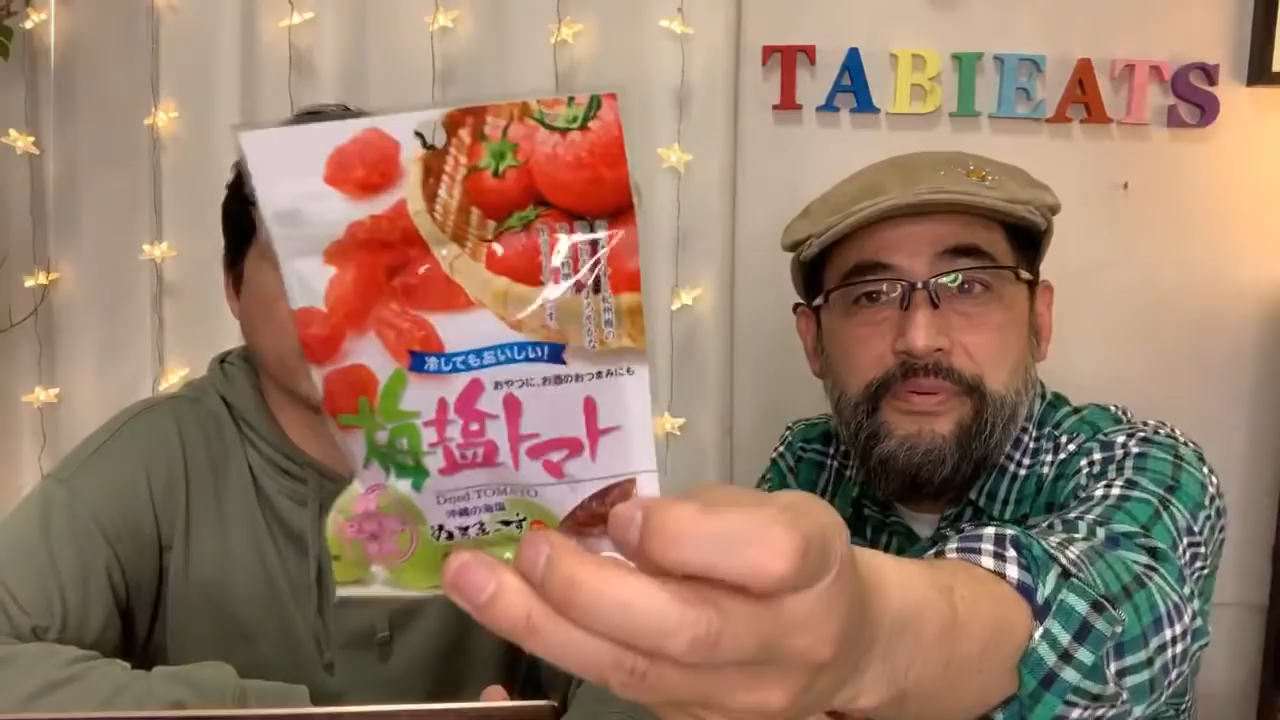 TABIEATS
冷してもおいしい!
おやつに、お酒のおつまみにも
梅塩トマト
Dried TOMATO
沖縄の海塩